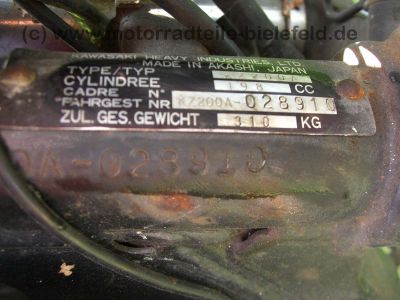 (c) www.motorradteile-bielefeld.de
KAWASAKI HEAVY INDUSTRIES, LTD.
MADE IN AKASHI JAPAN
TYPE/TYP
CYLINDREE 198 CC
CADRE N°
FAHRGEST NR KZ200A-028910
ZUL. GES. GEWICHT 310 KG
0A-028910